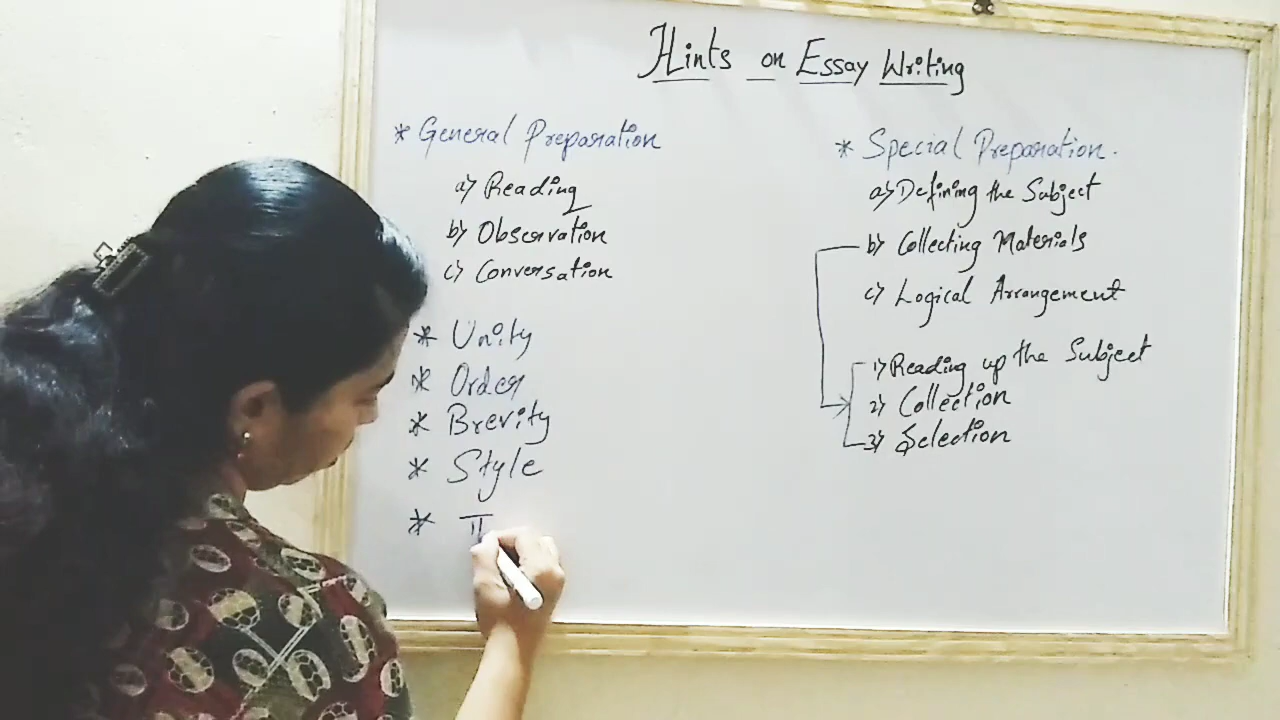 Hints on Essay Writing
* General Preparation
a) Reading
b) Observation
c) Conversation
* Unity
* Order
* Brevity
* Style
*
* Special Preparation.
a) Defining the Subject
b) Collecting Materials
c) Logical Arrangement
1) Reading up the Subject
2) Collection
3) Selection